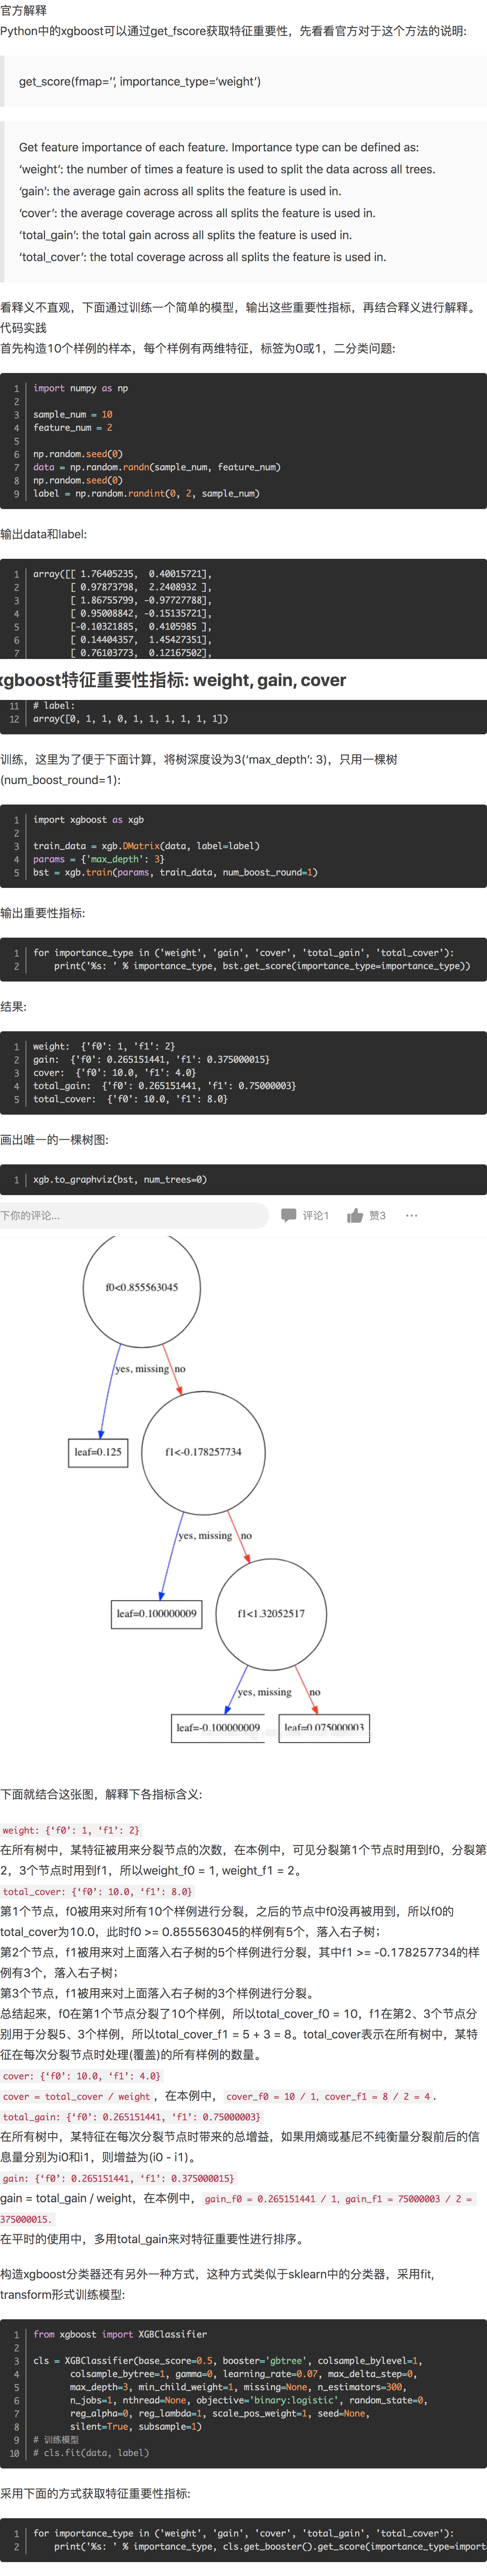 官方解释
Python中的xgboost可以通过get_fscore获取特征重要性，先看看官方对于这个方法的说明:
get_score(fmap=‘’, importance_type=‘weight’)
Get feature importance of each feature. Importance type can be defined as:
‘weight’: the number of times a feature is used to split the data across all trees.
‘gain’: the average gain across all splits the feature is used in.
‘cover’: the average coverage across all splits the feature is used in.
‘total_gain’: the total gain across all splits the feature is used in.
‘total_cover’: the total coverage across all splits the feature is used in.
看释义不直观，下面通过训练一个简单的模型，输出这些重要性指标，再结合释义进行解释。
代码实践
首先构造10个样例的样本，每个样例有两维特征，标签为0或1，二分类问题:
1 import numpy as np
2
3 sample_num = 10
4 feature_num = 2
5
6 np.random.seed(0)
7 data = np.random.randn(sample_num, feature_num)
8 np.random.seed(0)
9 label = np.random.randint(0, 2, sample_num)
输出data和label:
1 array([[ 1.76405235,  0.40015721],
2        [ 0.97873798,  2.2408932 ],
3        [ 1.86755799, -0.97727788],
4        [ 0.95008842, -0.15135721],
5        [-0.10321885,  0.4105985 ],
6        [ 0.14404357,  1.45427351],
7        [ 0.76103773,  0.12167502],
xgboost特征重要性指标: weight, gain, cover
11 # label:
12 array([0, 1, 1, 0, 1, 1, 1, 1, 1, 1])
训练，这里为了便于下面计算，将树深度设为3(‘max_depth’: 3)，只用一棵树
(num_boost_round=1):
1 import xgboost as xgb
2
3 train_data = xgb.DMatrix(data, label=label)
4 params = {'max_depth': 3}
5 bst = xgb.train(params, train_data, num_boost_round=1)
输出重要性指标:
1 for importance_type in ('weight', 'gain', 'cover', 'total_gain', 'total_cover'):
2     print('%s: ' % importance_type, bst.get_score(importance_type=importance_type))
结果:
1 weight:  {'f0': 1, 'f1': 2}
2 gain:  {'f0': 0.265151441, 'f1': 0.375000015}
3 cover:  {'f0': 10.0, 'f1': 4.0}
4 total_gain:  {'f0': 0.265151441, 'f1': 0.75000003}
5 total_cover:  {'f0': 10.0, 'f1': 8.0}
画出唯一的一棵树图:
1 xgb.to_graphviz(bst, num_trees=0)
下你的评论... 评论1 赞3 ...
f0<0.855563045
yes, missing no
leaf=0.125
f1<-0.178257734
yes, missing no
leaf=0.100000009
f1<1.32052517
yes, missing no
leaf=-0.100000009
leaf=0.075000003
下面就结合这张图，解释下各指标含义:
weight: {‘f0’: 1, ‘f1’: 2}
在所有树中，某特征被用来分裂节点的次数，在本例中，可见分裂第1个节点时用到f0，分裂第
2，3个节点时用到f1，所以weight_f0 = 1, weight_f1 = 2。
total_cover: {‘f0’: 10.0, ‘f1’: 8.0}
第1个节点，f0被用来对所有10个样例进行分裂，之后的节点中f0没再被用到，所以f0的
total_cover为10.0，此时f0 >= 0.855563045的样例有5个，落入右子树；
第2个节点，f1被用来对上面落入右子树的5个样例进行分裂，其中f1 >= -0.178257734的样
例有3个，落入右子树；
第3个节点，f1被用来对上面落入右子树的3个样例进行分裂。
总结起来，f0在第1个节点分裂了10个样例，所以total_cover_f0 = 10，f1在第2、3个节点分
别用于分裂5、3个样例，所以total_cover_f1 = 5 + 3 = 8。total_cover表示在所有树中，某特
征在每次分裂节点时处理(覆盖)的所有样例的数量。
cover: {‘f0’: 10.0, ‘f1’: 4.0}
cover = total_cover / weight，在本例中，cover_f0 = 10 / 1，cover_f1 = 8 / 2 = 4.
total_gain: {‘f0’: 0.265151441, ‘f1’: 0.75000003}
在所有树中，某特征在每次分裂节点时带来的总增益，如果用熵或基尼不纯衡量分裂前后的信
息量分别为i0和i1，则增益为(i0 - i1)。
gain: {‘f0’: 0.265151441, ‘f1’: 0.375000015}
gain = total_gain / weight，在本例中，gain_f0 = 0.265151441 / 1，gain_f1 = 75000003 / 2 =
375000015.
在平时的使用中，多用total_gain来对特征重要性进行排序。
构造xgboost分类器还有另外一种方式，这种方式类似于sklearn中的分类器，采用fit,
transform形式训练模型:
1 from xgboost import XGBClassifier
2
3 cls = XGBClassifier(base_score=0.5, booster='gbtree', colsample_bylevel=1,
4        colsample_bytree=1, gamma=0, learning_rate=0.07, max_delta_step=0,
5        max_depth=3, min_child_weight=1, missing=None, n_estimators=300,
6        n_jobs=1, nthread=None, objective='binary:logistic', random_state=0,
7        reg_alpha=0, reg_lambda=1, scale_pos_weight=1, seed=None,
8        silent=True, subsample=1)
9 # 训练模型
10 # cls.fit(data, label)
采用下面的方式获取特征重要性指标:
1 for importance_type in ('weight', 'gain', 'cover', 'total_gain', 'total_cover'):
2     print('%s: ' % importance_type, cls.get_booster().get_score(importance_type=import